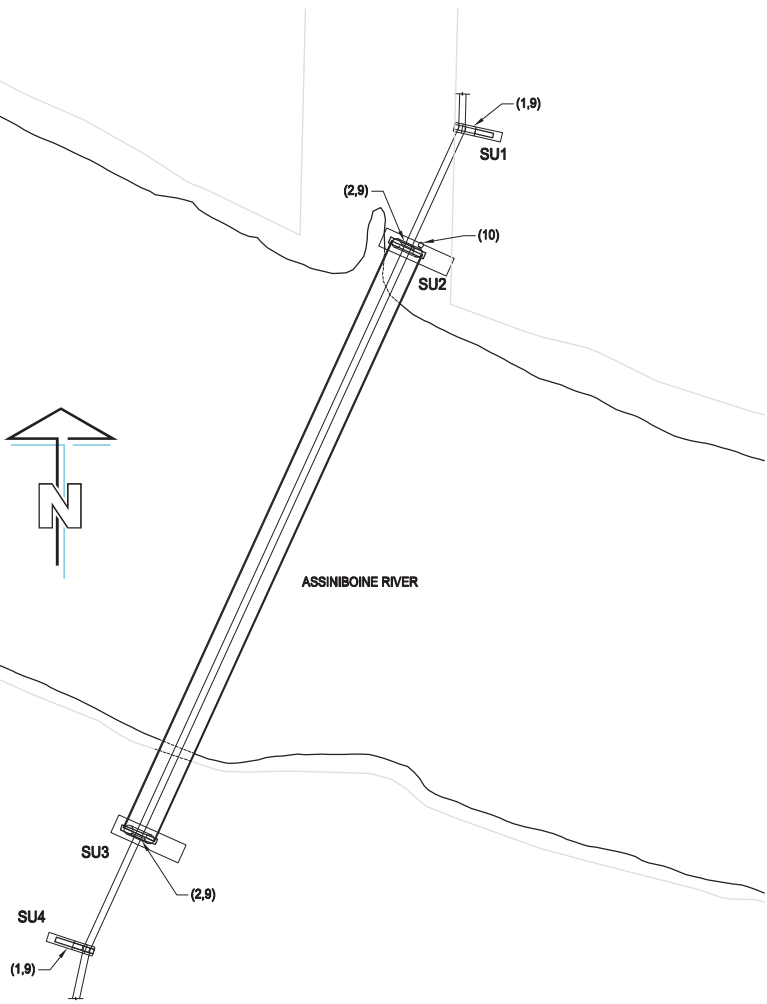 (1,9)
SU1
(2,9)
(10)
SU2
N
ASSINIBOINE RIVER
SU3
(2,9)
SU4
(1,9)